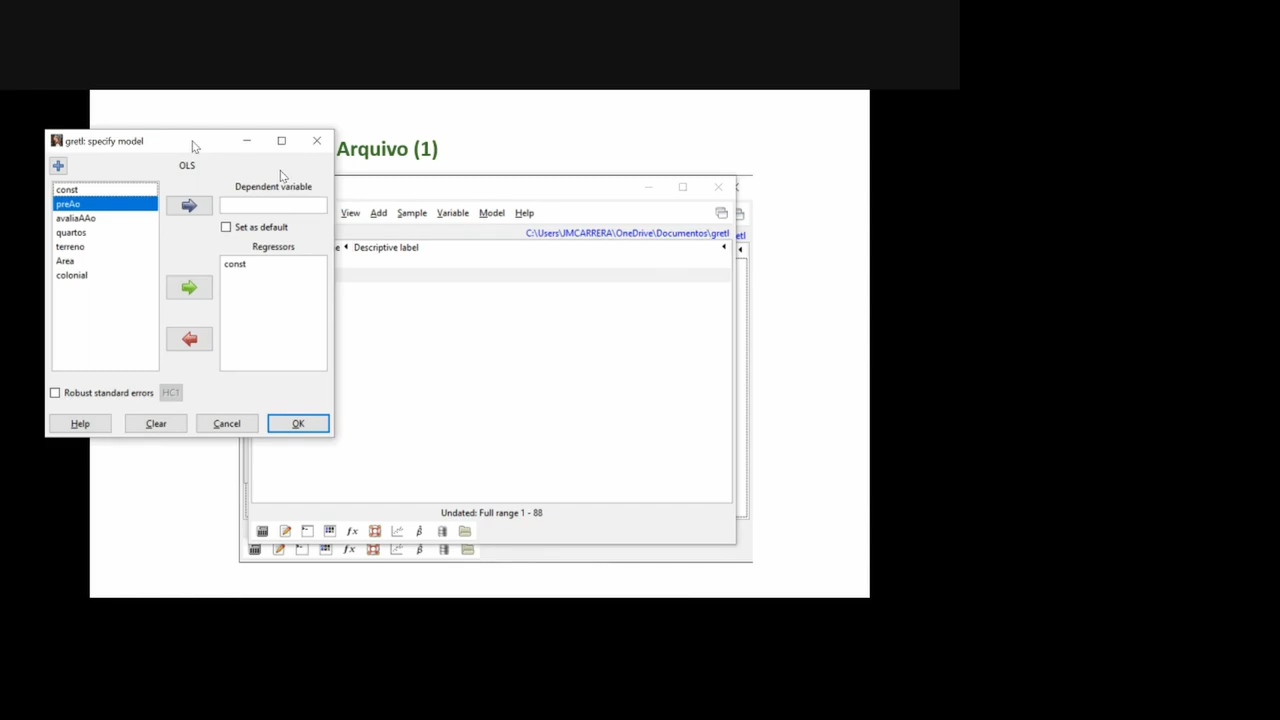 Arquivo (1)
gretl: specify model
OLS
const
preAo
avaliaAAo
quartos
terreno
Area
colonial
Dependent variable
Set as default
Regressors
const
Robust standard errors HC1
Help Clear Cancel OK
View Add Sample Variable Model Help
C:\Users\JMCARRERA\OneDrive\Documentos\gretl
etl
e Descriptive label
Undated: Full range 1 - 88